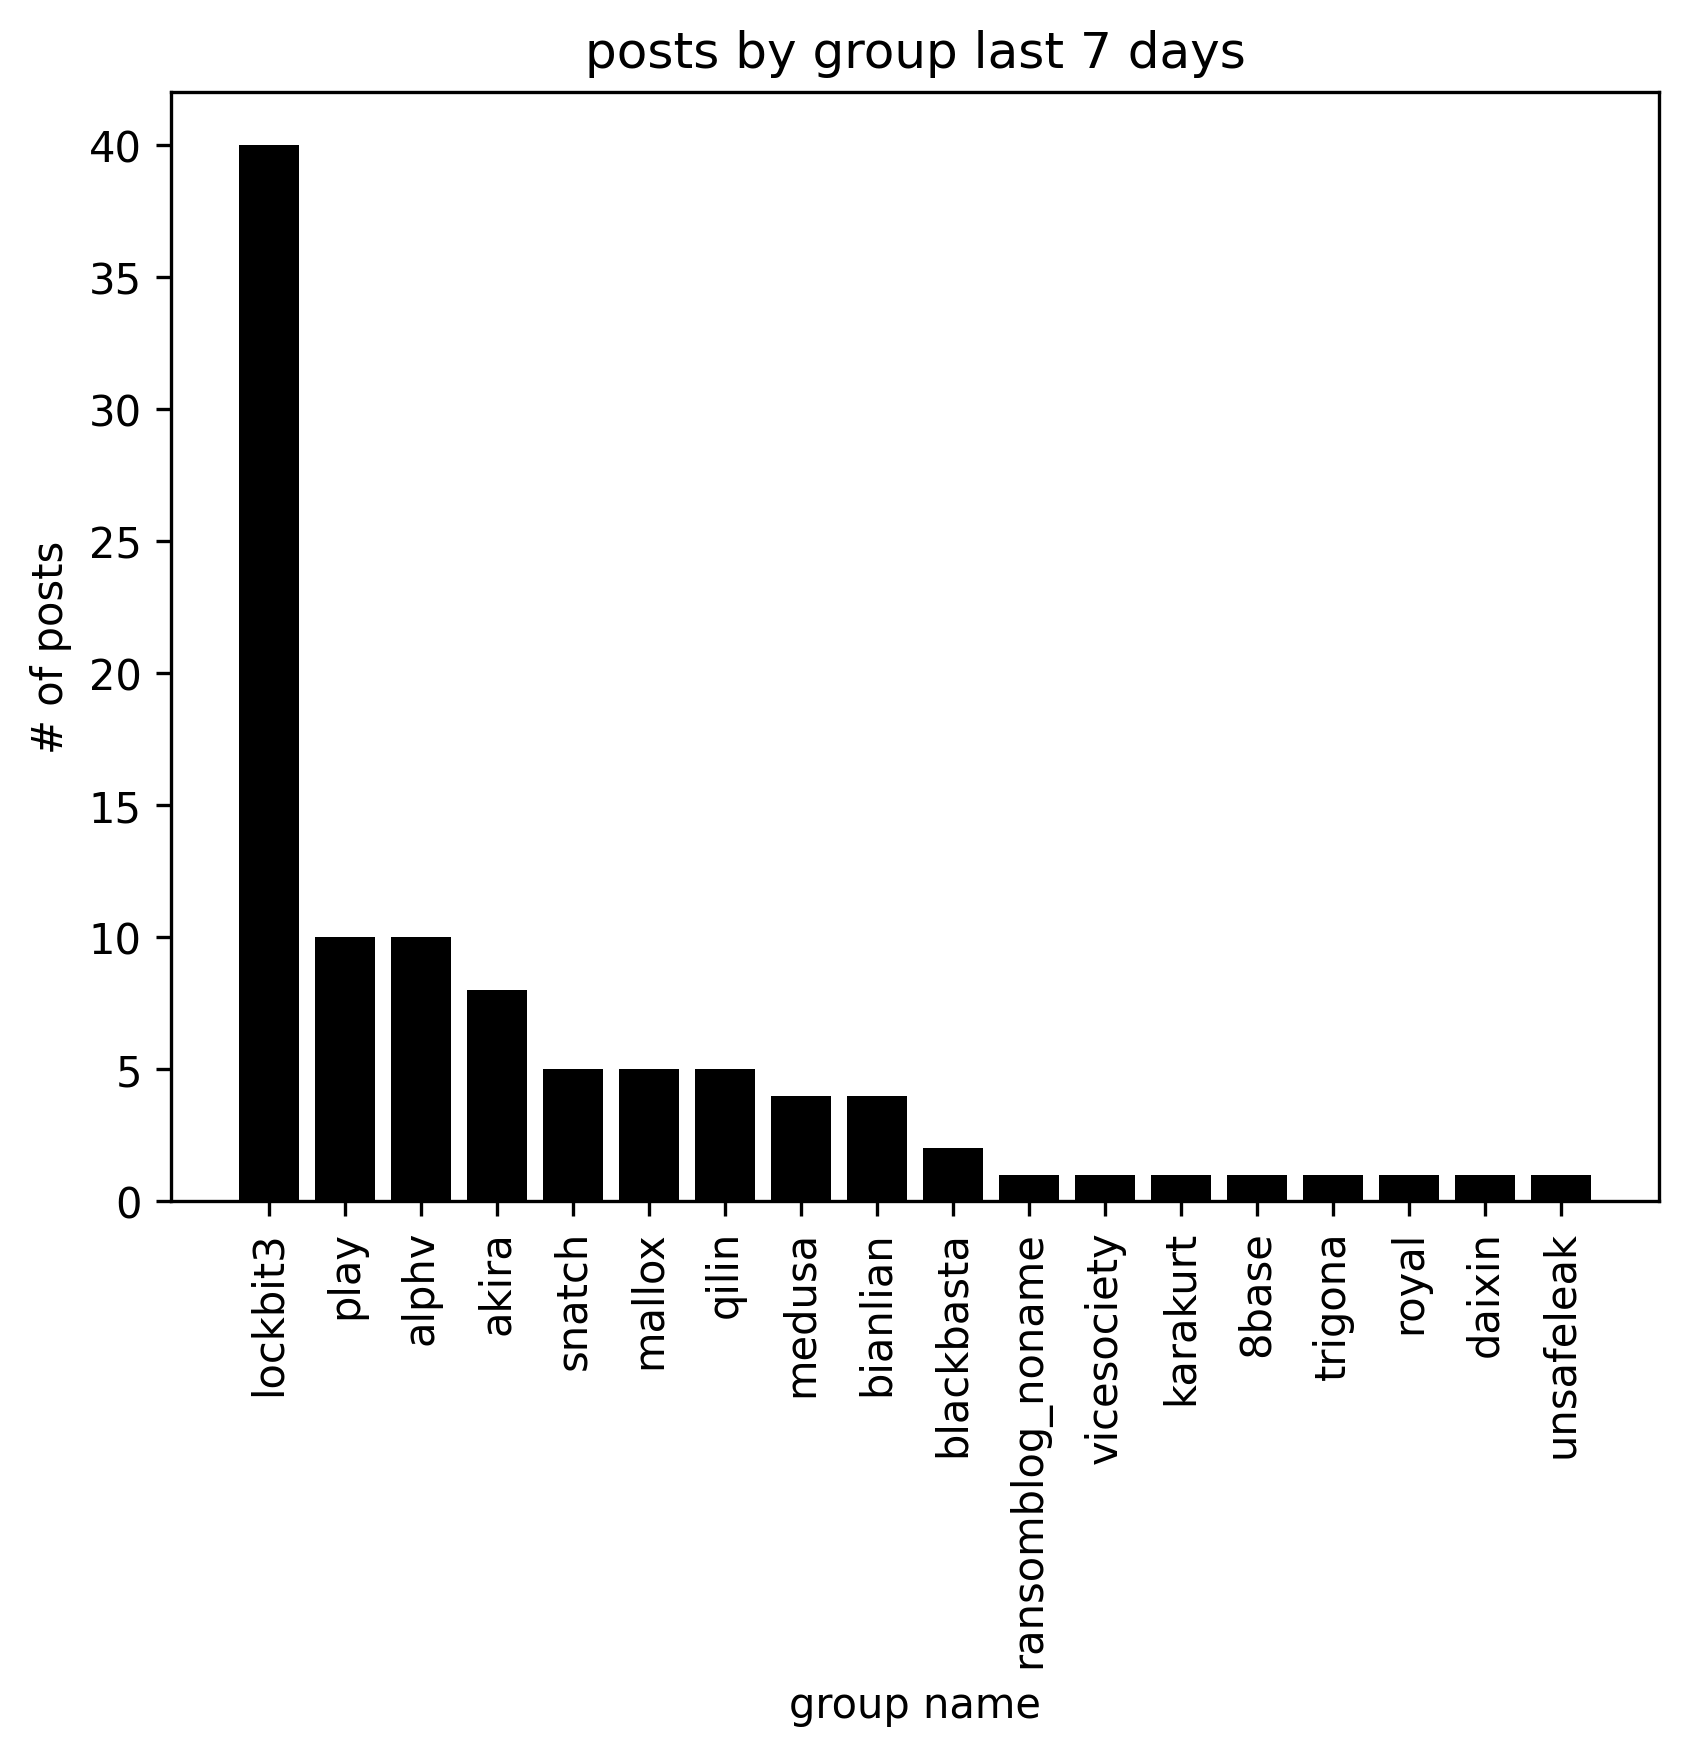 posts by group last 7 days
40
35
30
25
20
15
10
5
0
# of posts
lockbit3
play
alphv
akira
snatch
mallox
qilin
medusa
bianlian
blackbasta
ransomblog_noname
vicesociety
karakurt
8base
trigona
royal
daixin
unsafeleak
group name